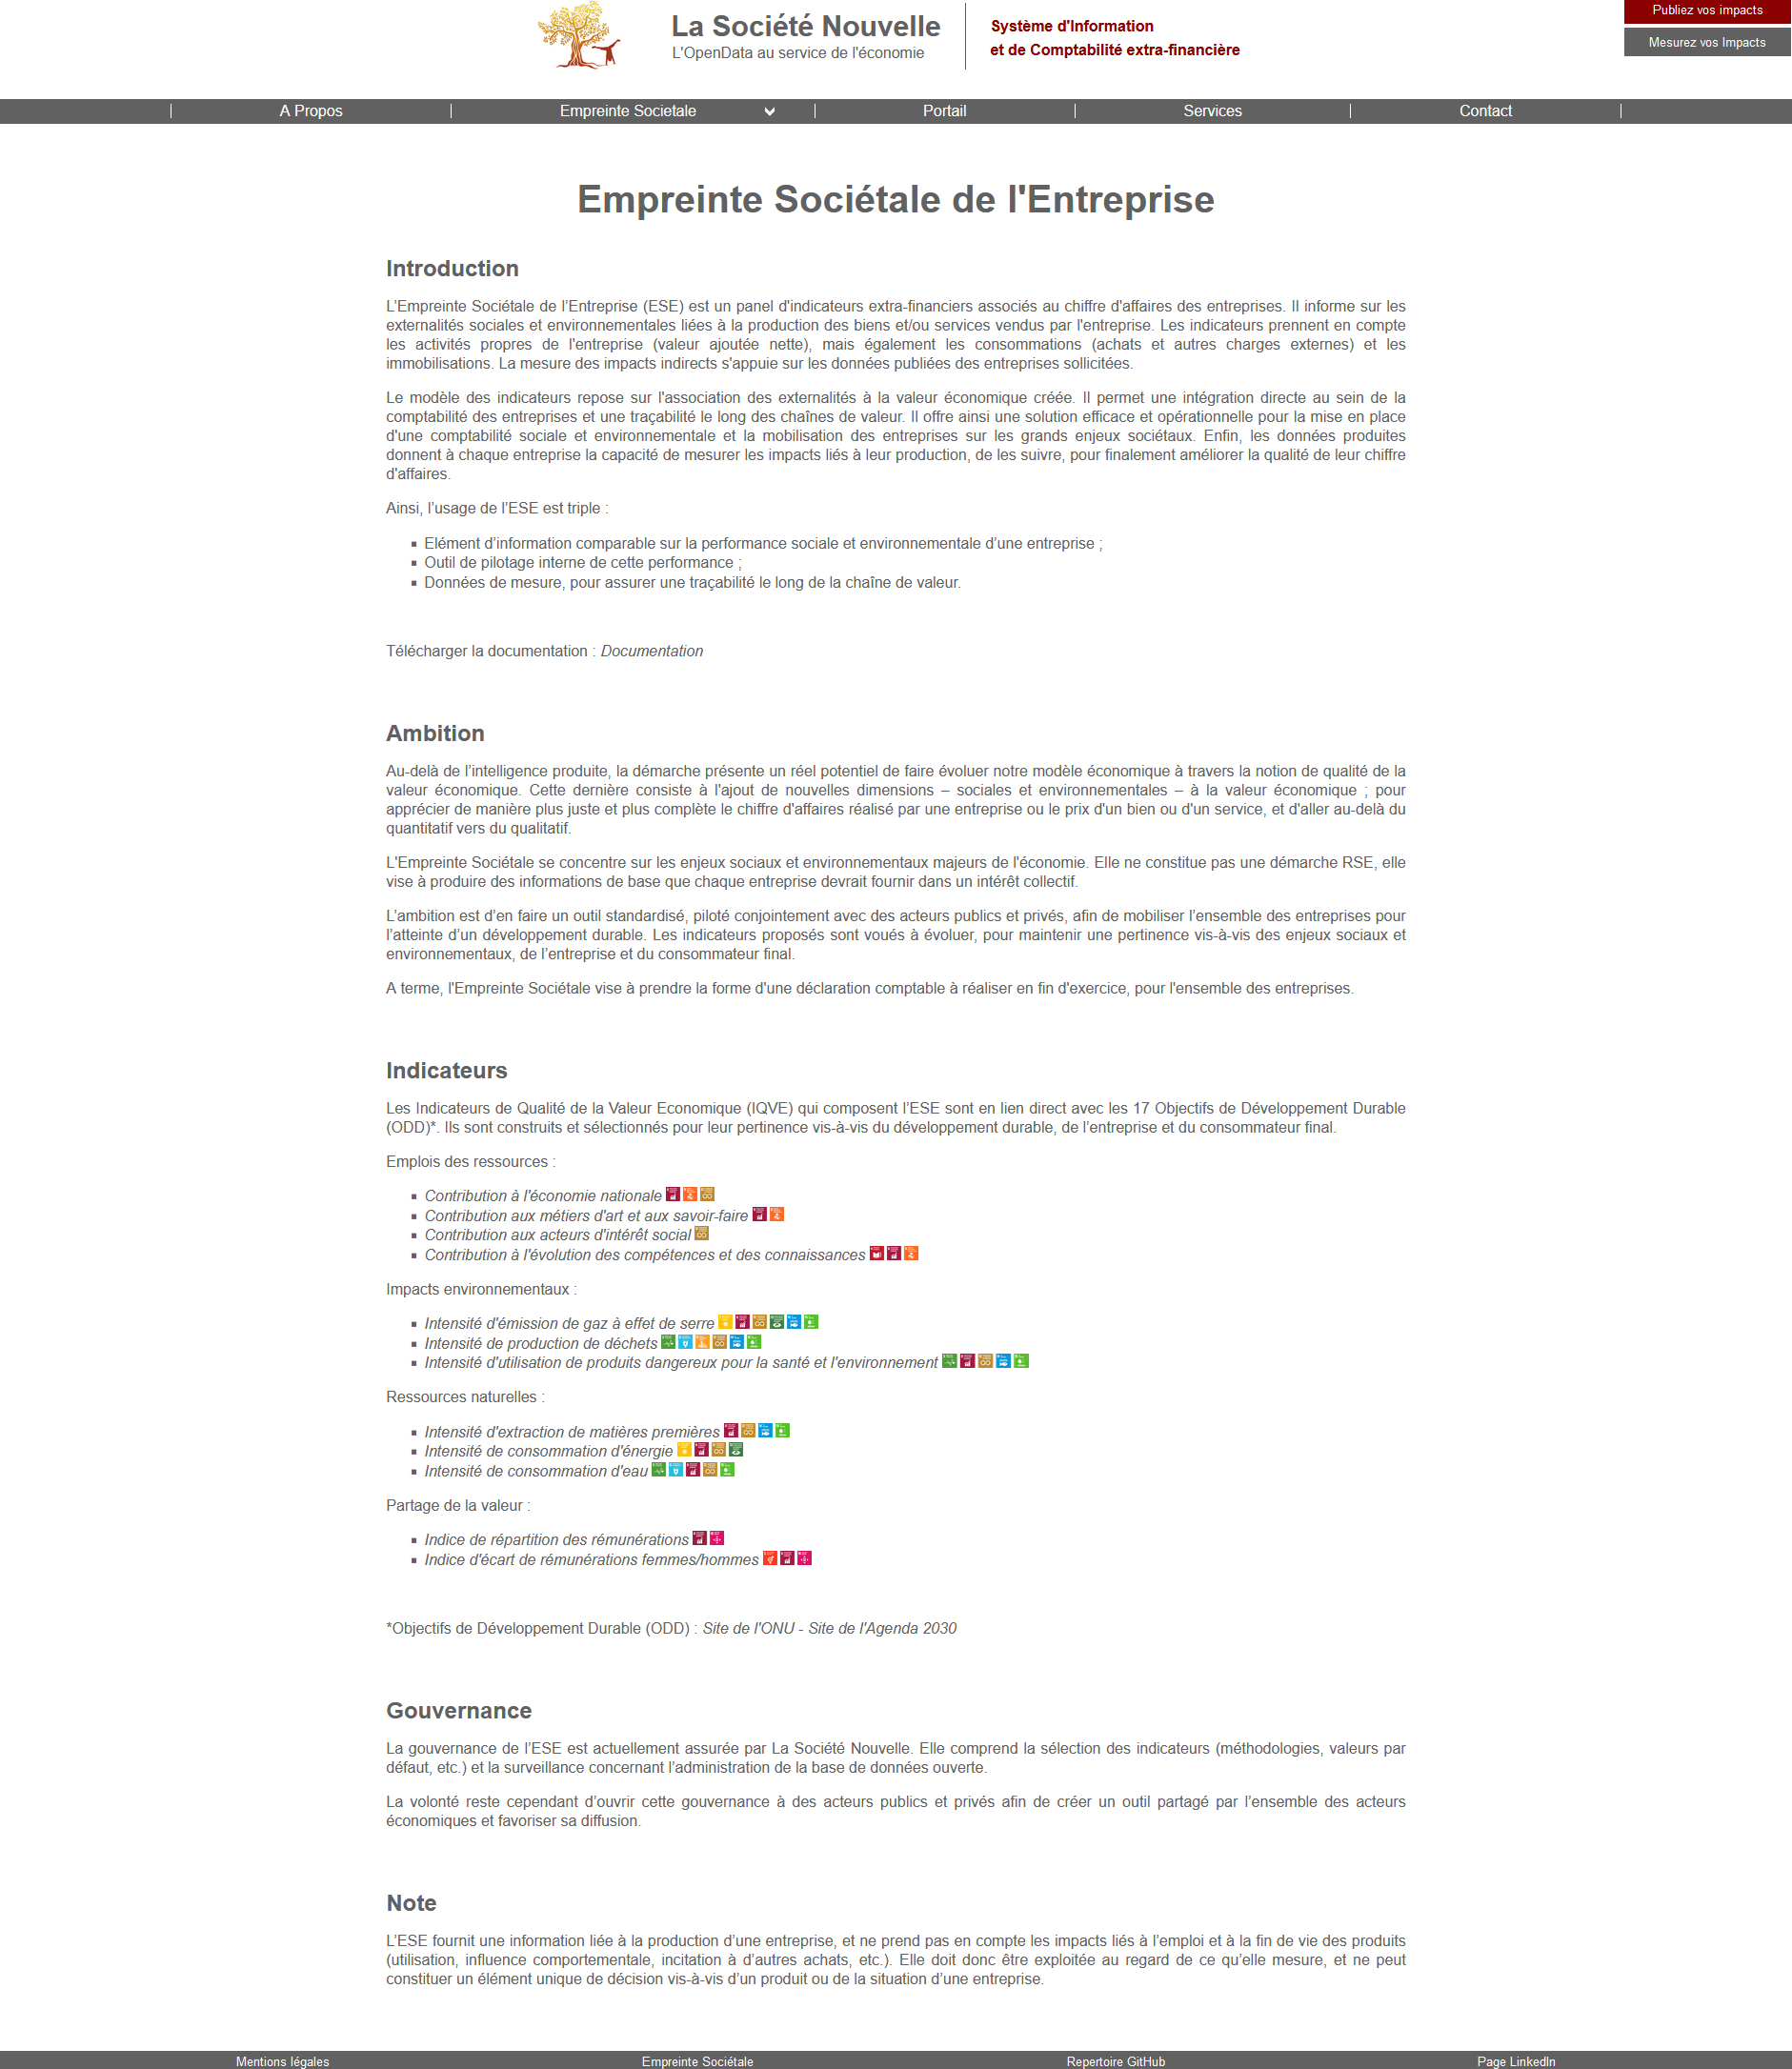 La Société Nouvelle
L'OpenData au service de l'économie
Système d'Information
et de Comptabilité extra-financière
Publiez vos impacts
Mesurez vos Impacts
A Propos
Empreinte Societale
Portail
Services
Contact
Empreinte Sociétale de l'Entreprise
Introduction
L’Empreinte Sociétale de l’Entreprise (ESE) est un panel d'indicateurs extra-financiers associés au chiffre d'affaires des entreprises. Il informe sur les
externalités sociales et environnementales liées à la production des biens et/ou services vendus par l'entreprise. Les indicateurs prennent en compte
les activités propres de l'entreprise (valeur ajoutée nette), mais également les consommations (achats et autres charges externes) et les
immobilisations. La mesure des impacts indirects s'appuie sur les données publiées des entreprises sollicitées.
Le modèle des indicateurs repose sur l'association des externalités à la valeur économique créée. Il permet une intégration directe au sein de la
comptabilité des entreprises et une traçabilité le long des chaînes de valeur. Il offre ainsi une solution efficace et opérationnelle pour la mise en place
d'une comptabilité sociale et environnementale et la mobilisation des entreprises sur les grands enjeux sociétaux. Enfin, les données produites
donnent à chaque entreprise la capacité de mesurer les impacts liés à leur production, de les suivre, pour finalement améliorer la qualité de leur chiffre
d'affaires.
Ainsi, l’usage de l’ESE est triple :
▪ Elément d’information comparable sur la performance sociale et environnementale d’une entreprise ;
▪ Outil de pilotage interne de cette performance ;
▪ Données de mesure, pour assurer une traçabilité le long de la chaîne de valeur.
Télécharger la documentation : Documentation
Ambition
Au-delà de l’intelligence produite, la démarche présente un réel potentiel de faire évoluer notre modèle économique à travers la notion de qualité de la
valeur économique. Cette dernière consiste à l'ajout de nouvelles dimensions – sociales et environnementales – à la valeur économique ; pour
apprécier de manière plus juste et plus complète le chiffre d'affaires réalisé par une entreprise ou le prix d'un bien ou d'un service, et d'aller au-delà du
quantitatif vers du qualitatif.
L'Empreinte Sociétale se concentre sur les enjeux sociaux et environnementaux majeurs de l'économie. Elle ne constitue pas une démarche RSE, elle
vise à produire des informations de base que chaque entreprise devrait fournir dans un intérêt collectif.
L’ambition est d’en faire un outil standardisé, piloté conjointement avec des acteurs publics et privés, afin de mobiliser l’ensemble des entreprises pour
l’atteinte d’un développement durable. Les indicateurs proposés sont voués à évoluer, pour maintenir une pertinence vis-à-vis des enjeux sociaux et
environnementaux, de l’entreprise et du consommateur final.
A terme, l'Empreinte Sociétale vise à prendre la forme d'une déclaration comptable à réaliser en fin d'exercice, pour l'ensemble des entreprises.
Indicateurs
Les Indicateurs de Qualité de la Valeur Economique (IQVE) qui composent l’ESE sont en lien direct avec les 17 Objectifs de Développement Durable
(ODD)*. Ils sont construits et sélectionnés pour leur pertinence vis-à-vis du développement durable, de l’entreprise et du consommateur final.
Emplois des ressources :
▪ Contribution à l'économie nationale
▪ Contribution aux métiers d'art et aux savoir-faire
▪ Contribution aux acteurs d'intérêt social
▪ Contribution à l'évolution des compétences et des connaissances
Impacts environnementaux :
▪ Intensité d'émission de gaz à effet de serre
▪ Intensité de production de déchets
▪ Intensité d'utilisation de produits dangereux pour la santé et l'environnement
Ressources naturelles :
▪ Intensité d'extraction de matières premières
▪ Intensité de consommation d'énergie
▪ Intensité de consommation d'eau
Partage de la valeur :
▪ Indice de répartition des rémunérations
▪ Indice d'écart de rémunérations femmes/hommes
*Objectifs de Développement Durable (ODD) : Site de l'ONU - Site de l'Agenda 2030
Gouvernance
La gouvernance de l’ESE est actuellement assurée par La Société Nouvelle. Elle comprend la sélection des indicateurs (méthodologies, valeurs par
défaut, etc.) et la surveillance concernant l’administration de la base de données ouverte.
La volonté reste cependant d’ouvrir cette gouvernance à des acteurs publics et privés afin de créer un outil partagé par l’ensemble des acteurs
économiques et favoriser sa diffusion.
Note
L’ESE fournit une information liée à la production d’une entreprise, et ne prend pas en compte les impacts liés à l’emploi et à la fin de vie des produits
(utilisation, influence comportementale, incitation à d’autres achats, etc.). Elle doit donc être exploitée au regard de ce qu’elle mesure, et ne peut
constituer un élément unique de décision vis-à-vis d’un produit ou de la situation d’une entreprise.
Mentions légales
Empreinte Sociétale
Repertoire GitHub
Page LinkedIn